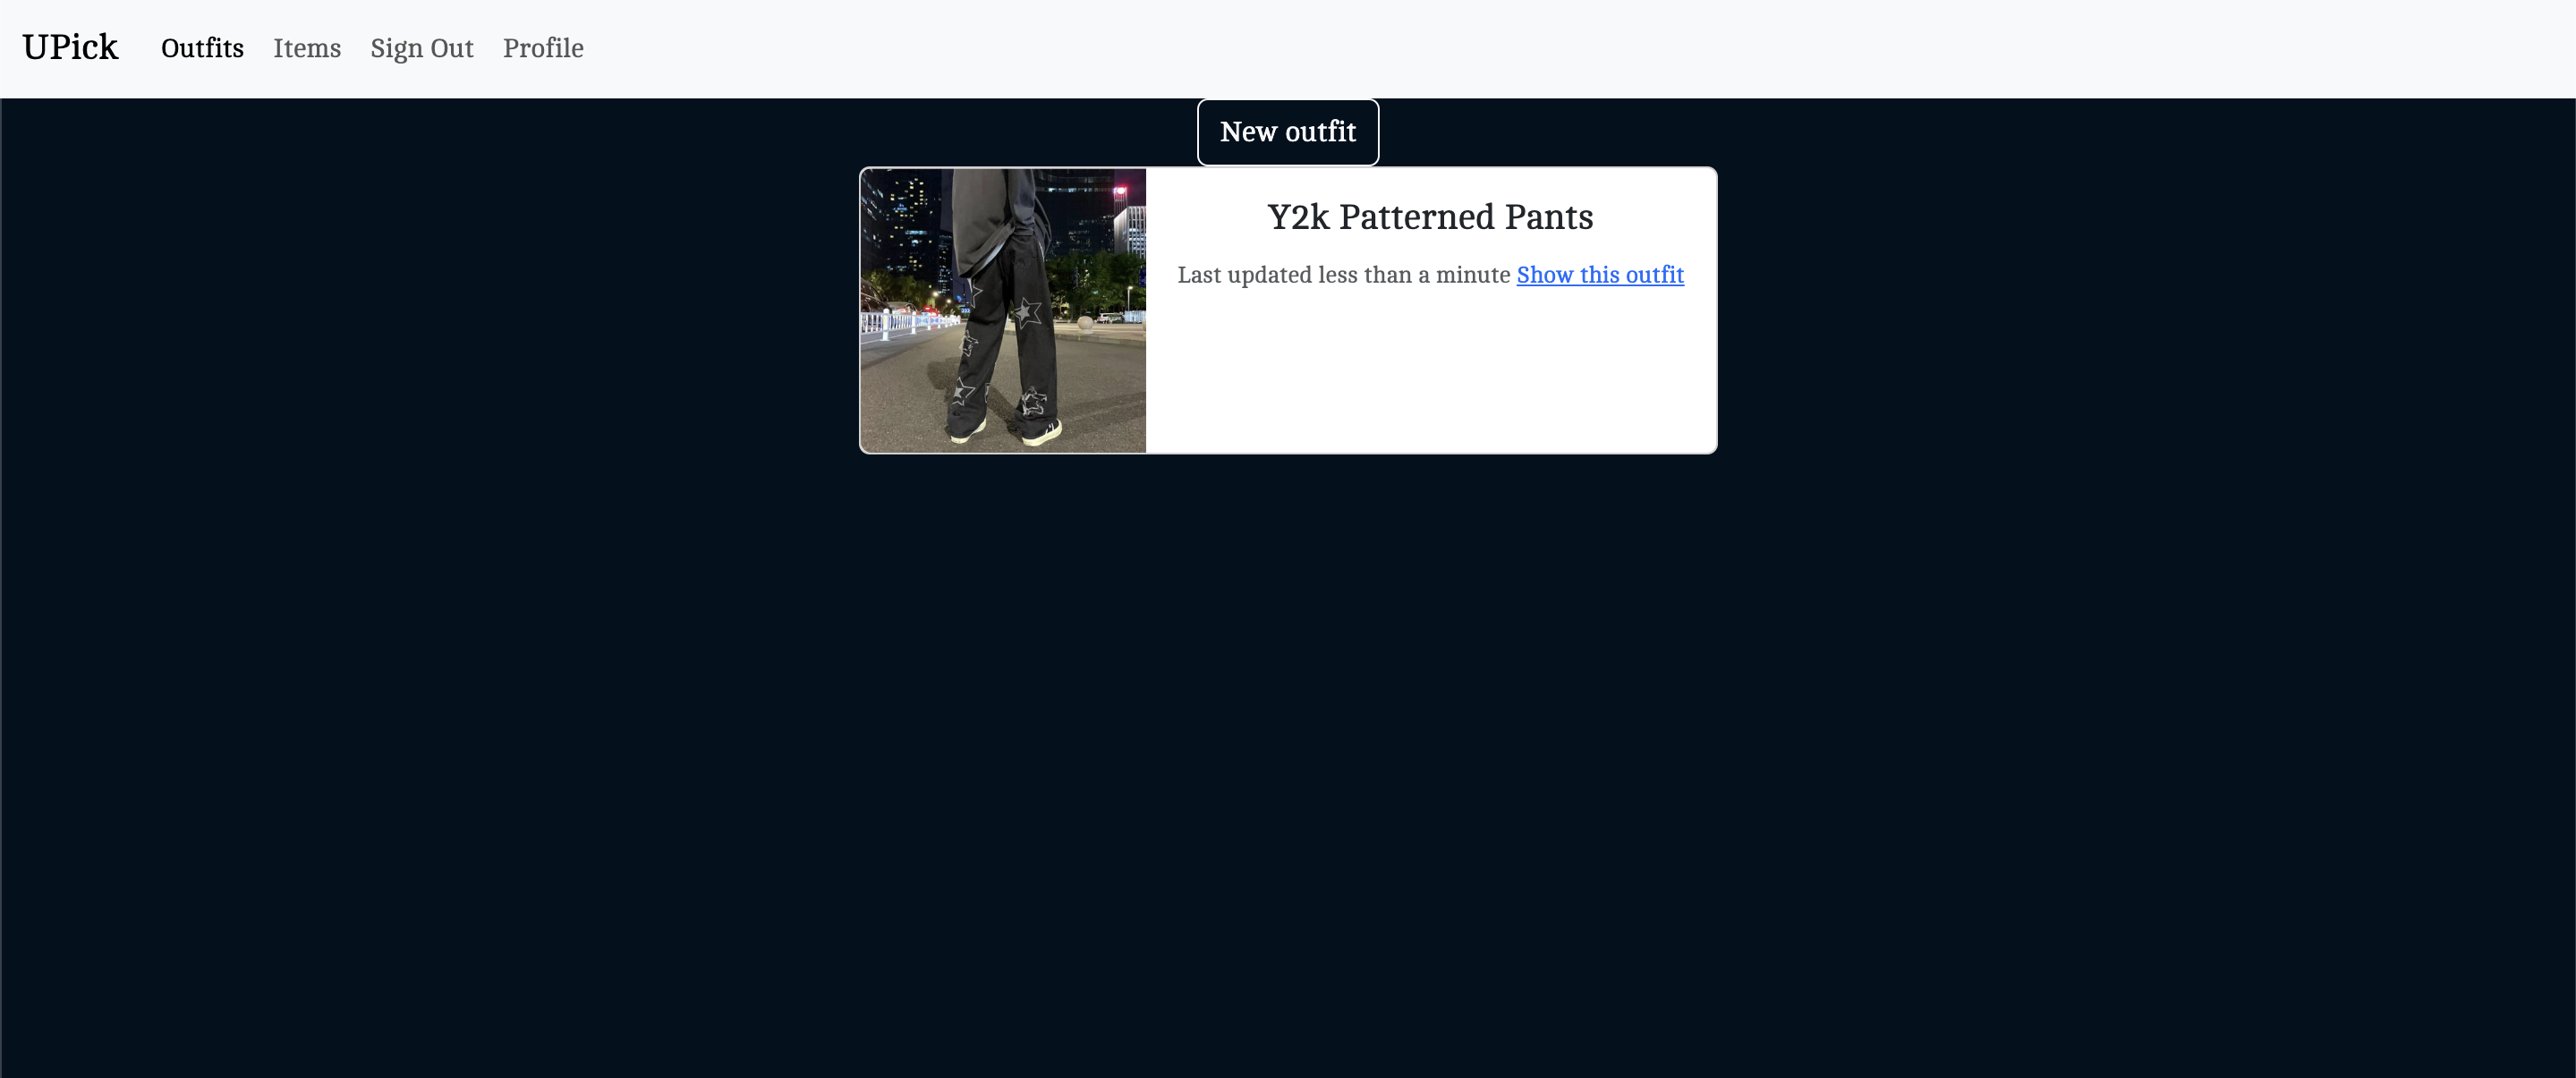 UPick Outfits Items Sign Out Profile
New outfit
Y2k Patterned Pants
Last updated less than a minute Show this outfit